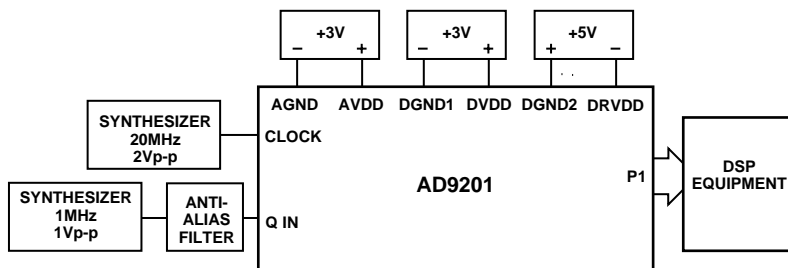 +3V
− +
+3V
− +
+5V
+ −
AGND AVDD DGND1 DVDD DGND2 DRVDD
SYNTHESIZER
20MHz
2Vp-p
CLOCK
SYNTHESIZER
1MHz
1Vp-p
ANTI-
ALIAS
FILTER
Q IN
AD9201
P1
DSP
EQUIPMENT